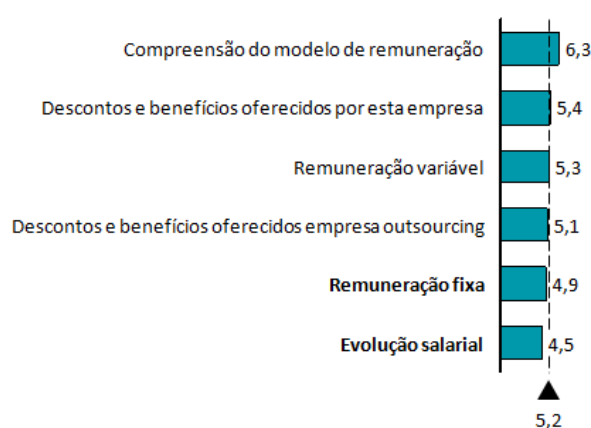 Compreensão do modelo de remuneração 6,3
Descontos e benefícios oferecidos por esta empresa 5,4
Remuneração variável 5,3
Descontos e benefícios oferecidos empresa outsourcing 5,1
Remuneração fixa 4,9
Evolução salarial 4,5
5,2